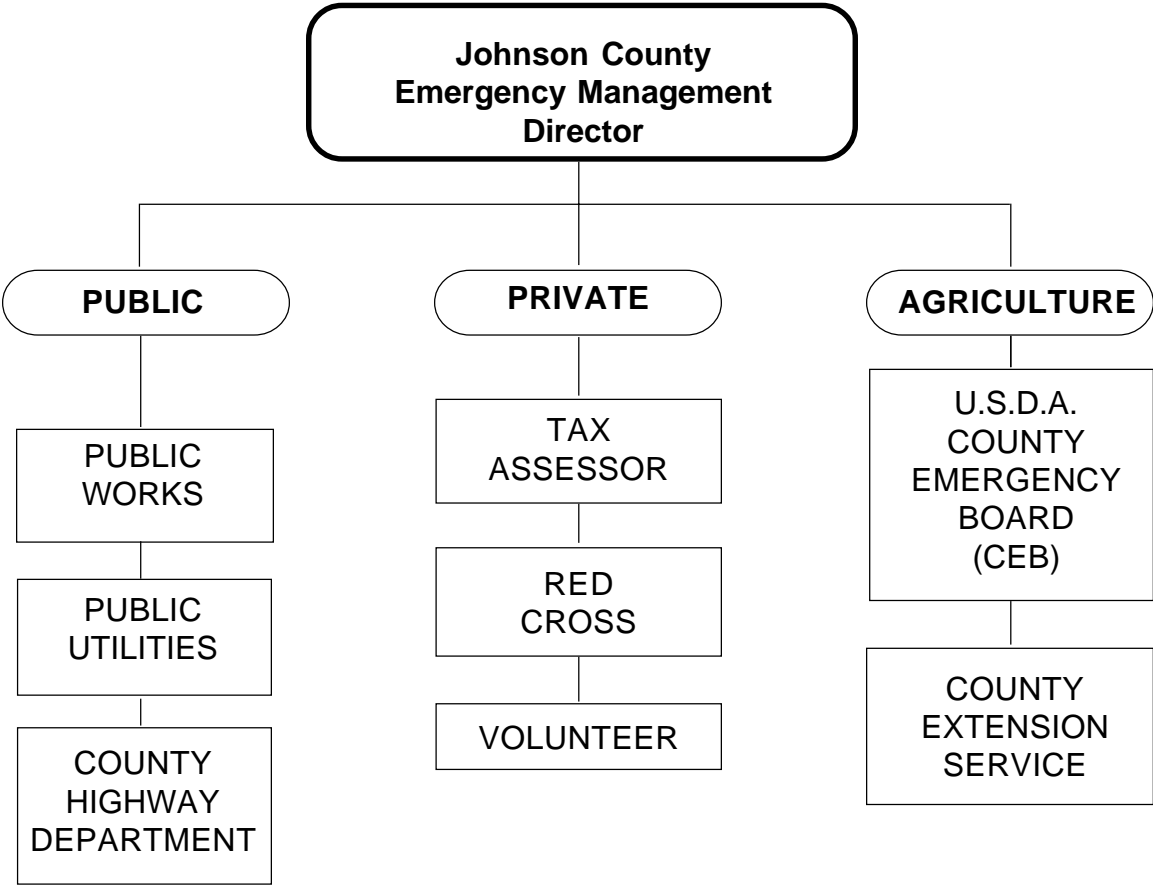 Johnson County
Emergency Management
Director
PUBLIC
PRIVATE
AGRICULTURE
PUBLIC
WORKS
PUBLIC
UTILITIES
COUNTY
HIGHWAY
DEPARTMENT
TAX
ASSESSOR
RED
CROSS
VOLUNTEER
U.S.D.A.
COUNTY
EMERGENCY
BOARD
(CEB)
COUNTY
EXTENSION
SERVICE